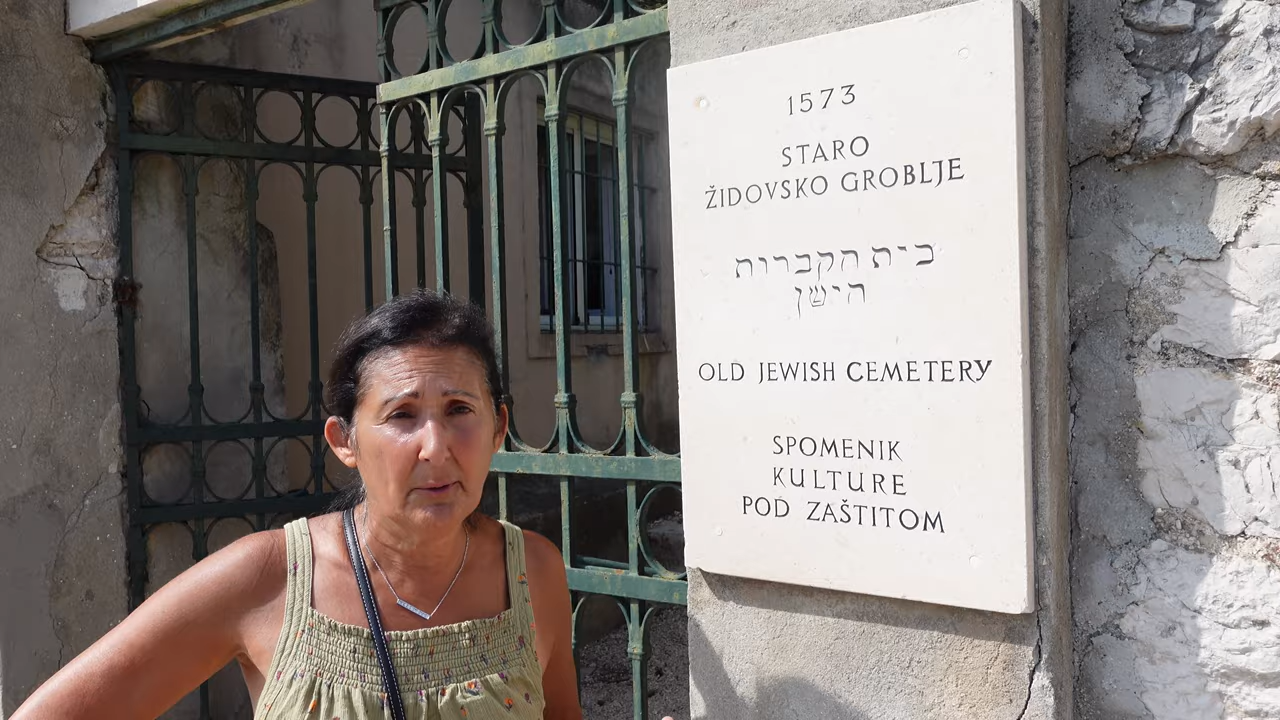 1573
STARO
ŽIDOVSKO GROBLJE
בית הקברות
הישן
OLD JEWISH CEMETERY
SPOMENIK
KULTURE
POD ZAŠTITOM